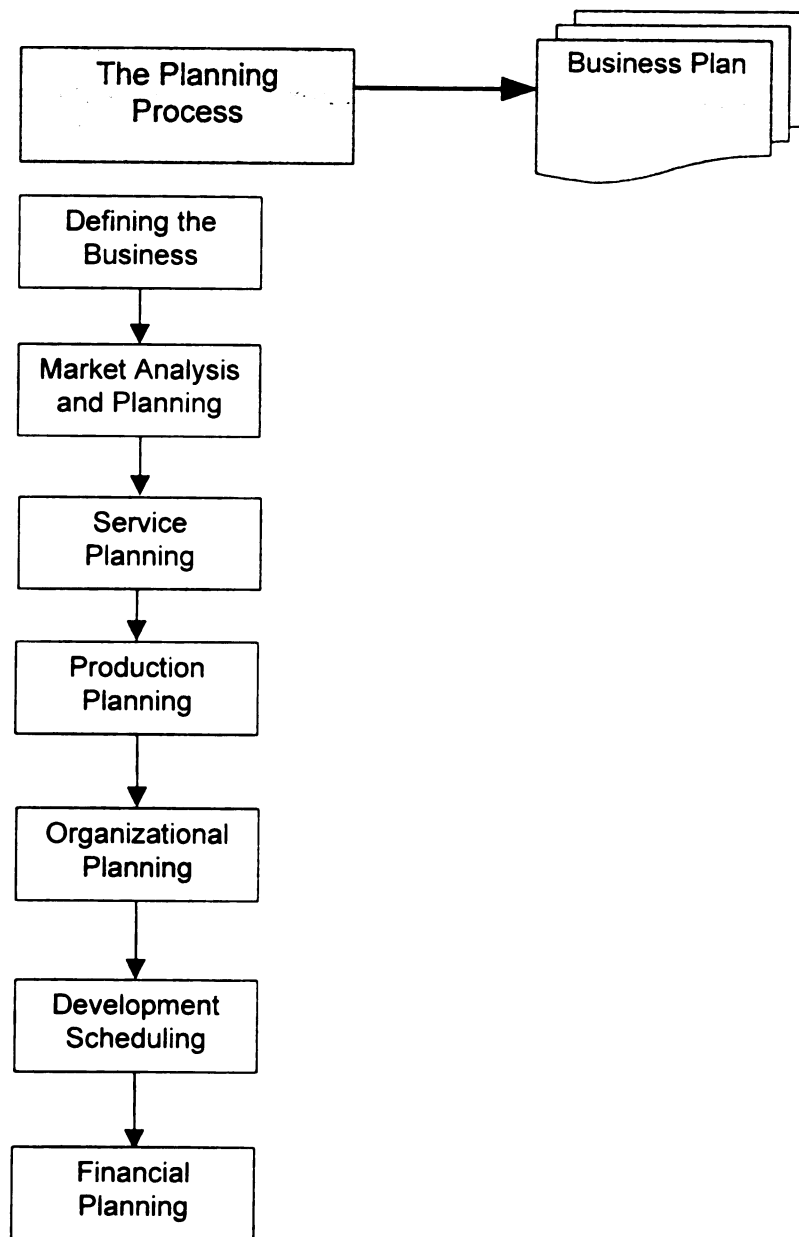 The Planning
Process
Business Plan
Defining the
Business
Market Analysis
and Planning
Service
Planning
Production
Planning
Organizational
Planning
Development
Scheduling
Financial
Planning